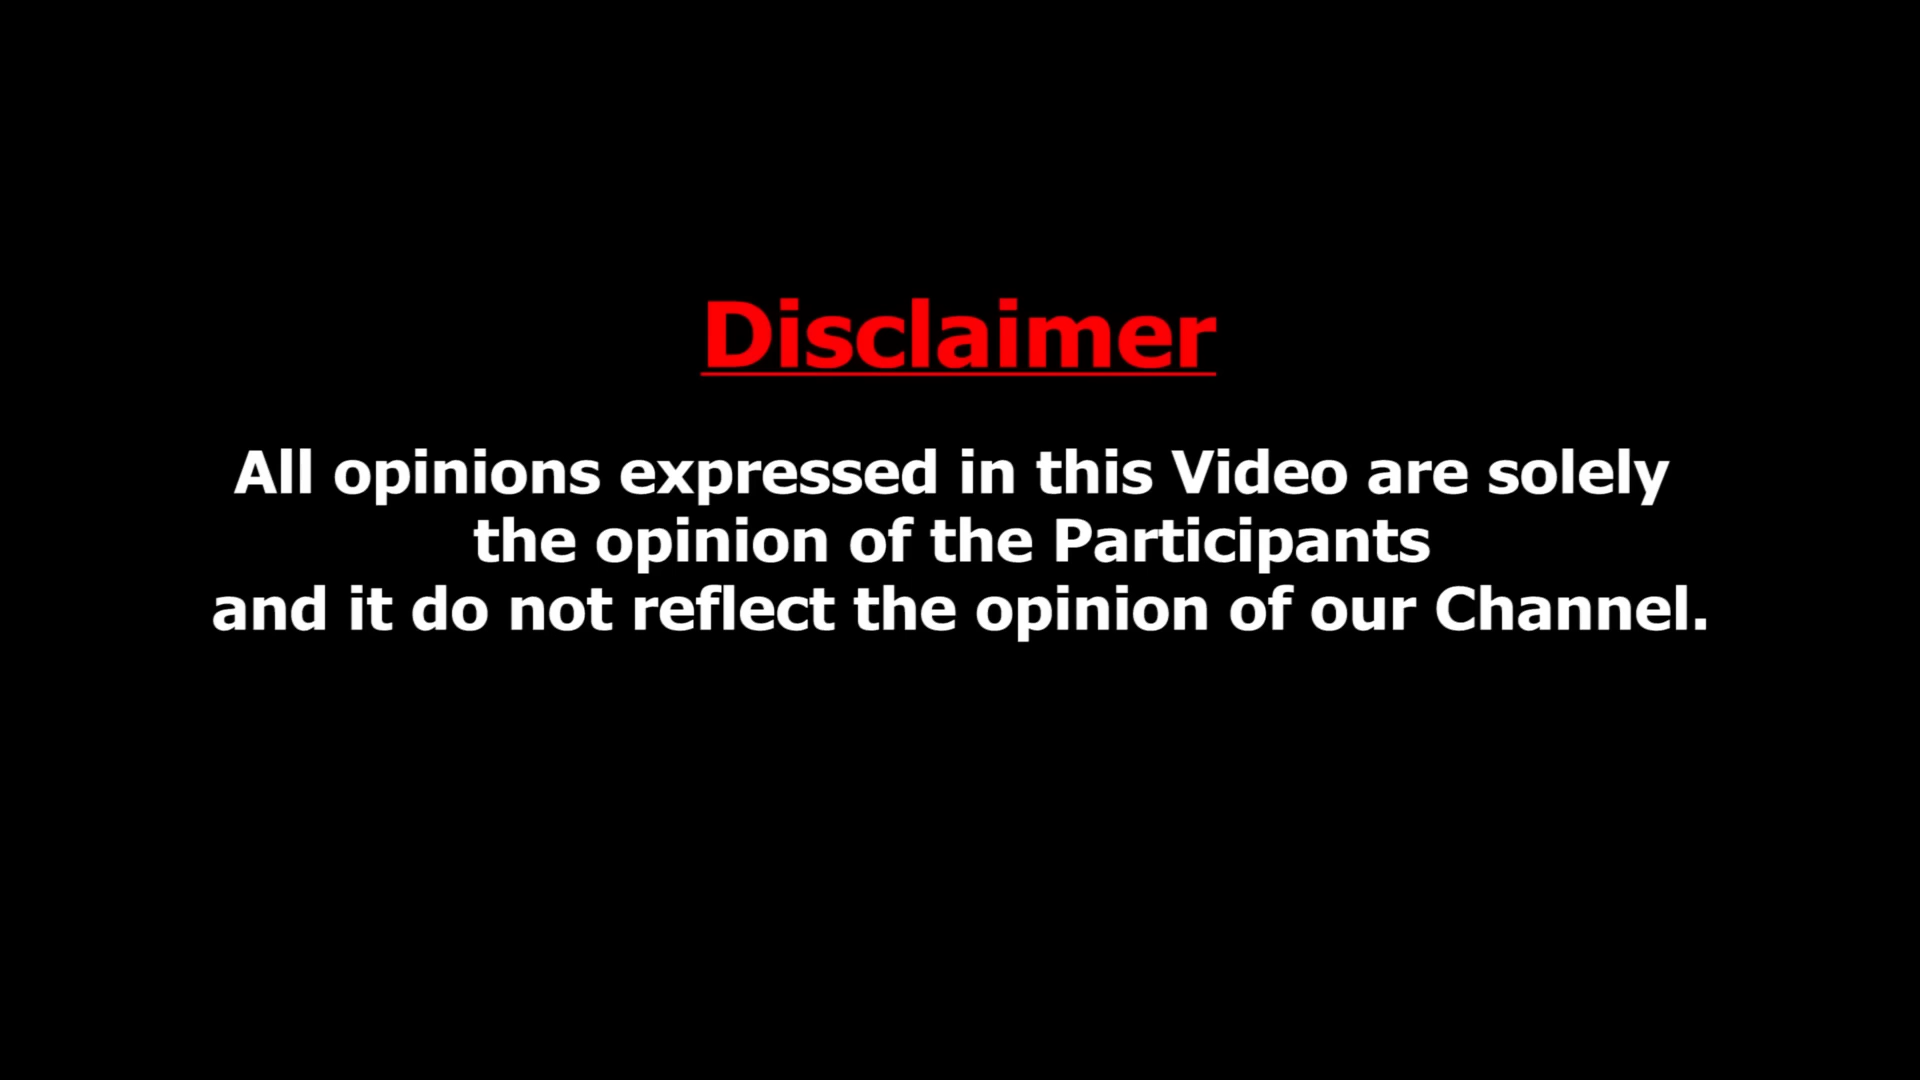 Disclaimer
All opinions expressed in this Video are solely
the opinion of the Participants
and it do not reflect the opinion of our Channel.